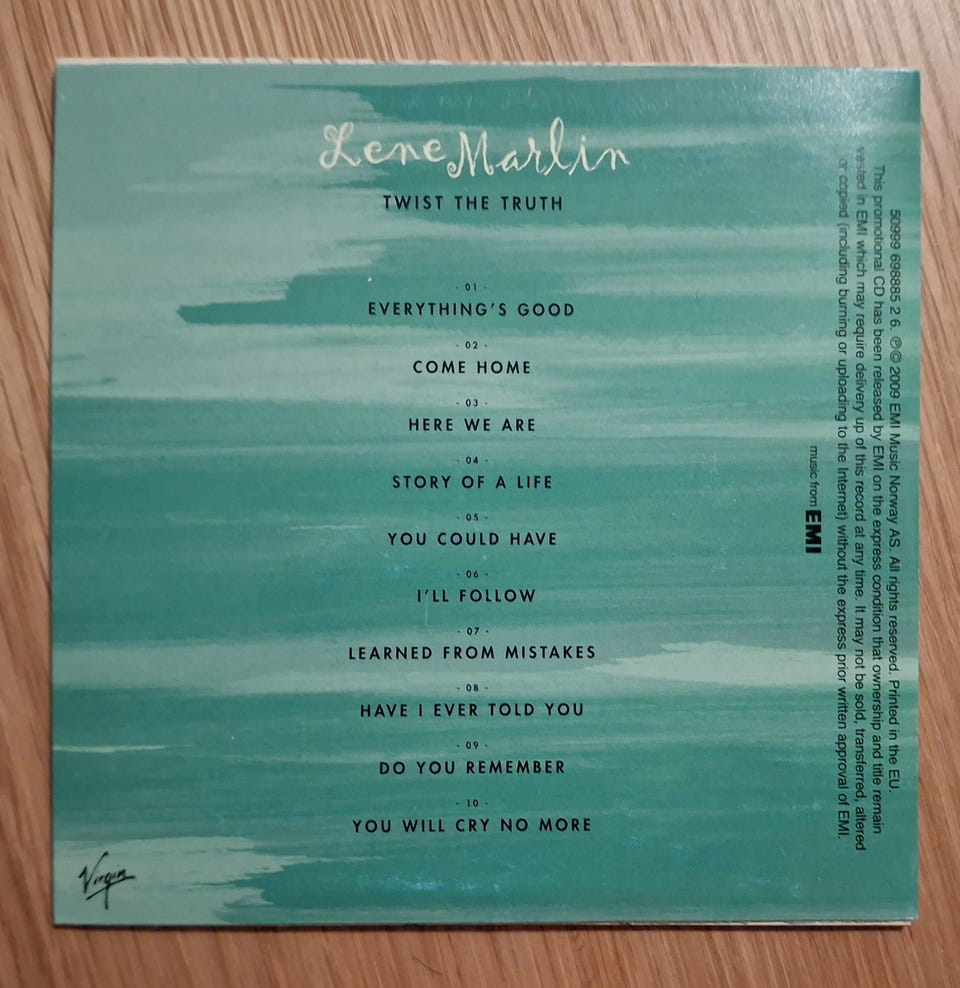 Lene Marlin
TWIST THE TRUTH
· 01 ·
EVERYTHING'S GOOD
· 02 ·
COME HOME
· 03 ·
HERE WE ARE
· 04 ·
STORY OF A LIFE
· 05 ·
YOU COULD HAVE
· 06 ·
I'LL FOLLOW
· 07 ·
LEARNED FROM MISTAKES
· 08 ·
HAVE I EVER TOLD YOU
· 09 ·
DO YOU REMEMBER
· 10 ·
YOU WILL CRY NO MORE
Virgin
50999 698885 2 6. ℗© 2009 EMI Music Norway AS. All rights reserved. Printed in the EU.
This promotional CD has been released by EMI on the express condition that ownership and title remain
vested in EMI which may require delivery up of this record at any time. It may not be sold, transferred, altered
or copied (including burning or uploading to the Internet) without the express prior written approval of EMI.
music from EMI